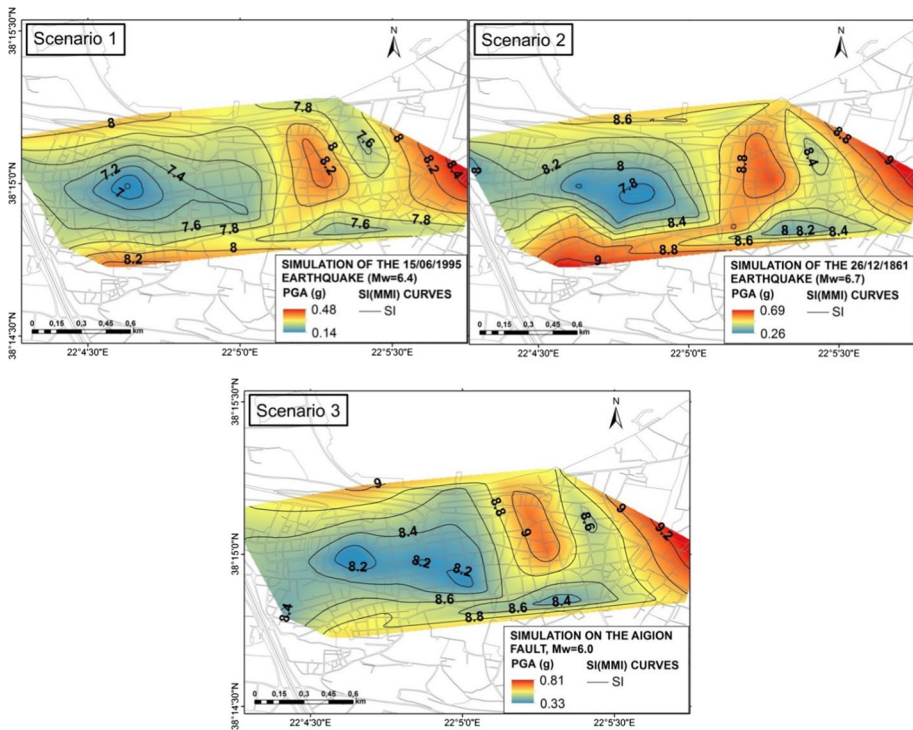 Scenario 1
N
38°15'30"N
38°15'0"N
38°14'30"N
8
7.8
7.6
8
8
8.2
8.2
8.4
7.2
7.4
7
7.6
7.8
7.6
7.8
8
8.2
SIMULATION OF THE 15/06/1995
EARTHQUAKE (Mw=6.4)
PGA (g) SI(MMI) CURVES
0.48 SI
0.14
0 0,15 0,3 0,45 0,6
km
22°4'30"E 22°5'0"E 22°5'30"E
Scenario 2
N
8.6
8.8
8.2
8
8
7.8
8.8
8.4
9
8.4
8.6
8
8.2
8.4
8.8
9
SIMULATION OF THE 26/12/1861
EARTHQUAKE (Mw=6.7)
PGA (g) SI(MMI) CURVES
0.69 SI
0.26
0 0,15 0,3 0,45 0,6
km
22°4'30"E 22°5'0"E 22°5'30"E
Scenario 3
N
38°15'30"N
38°15'0"N
38°14'30"N
9
8.8
8.4
9
8.6
9
9.2
8.2
8.2
8.2
8.4
8.6
8.8
8.6
8.4
SIMULATION ON THE AIGION
FAULT, Mw=6.0
PGA (g) SI(MMI) CURVES
0.81 SI
0.33
0 0,15 0,3 0,45 0,6
km
22°4'30"E 22°5'0"E 22°5'30"E